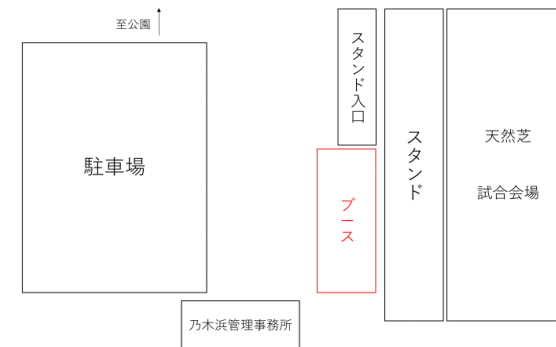 至公園
駐車場
スタンド入口
ブース
スタンド
天然芝
試合会場
乃木浜管理事務所